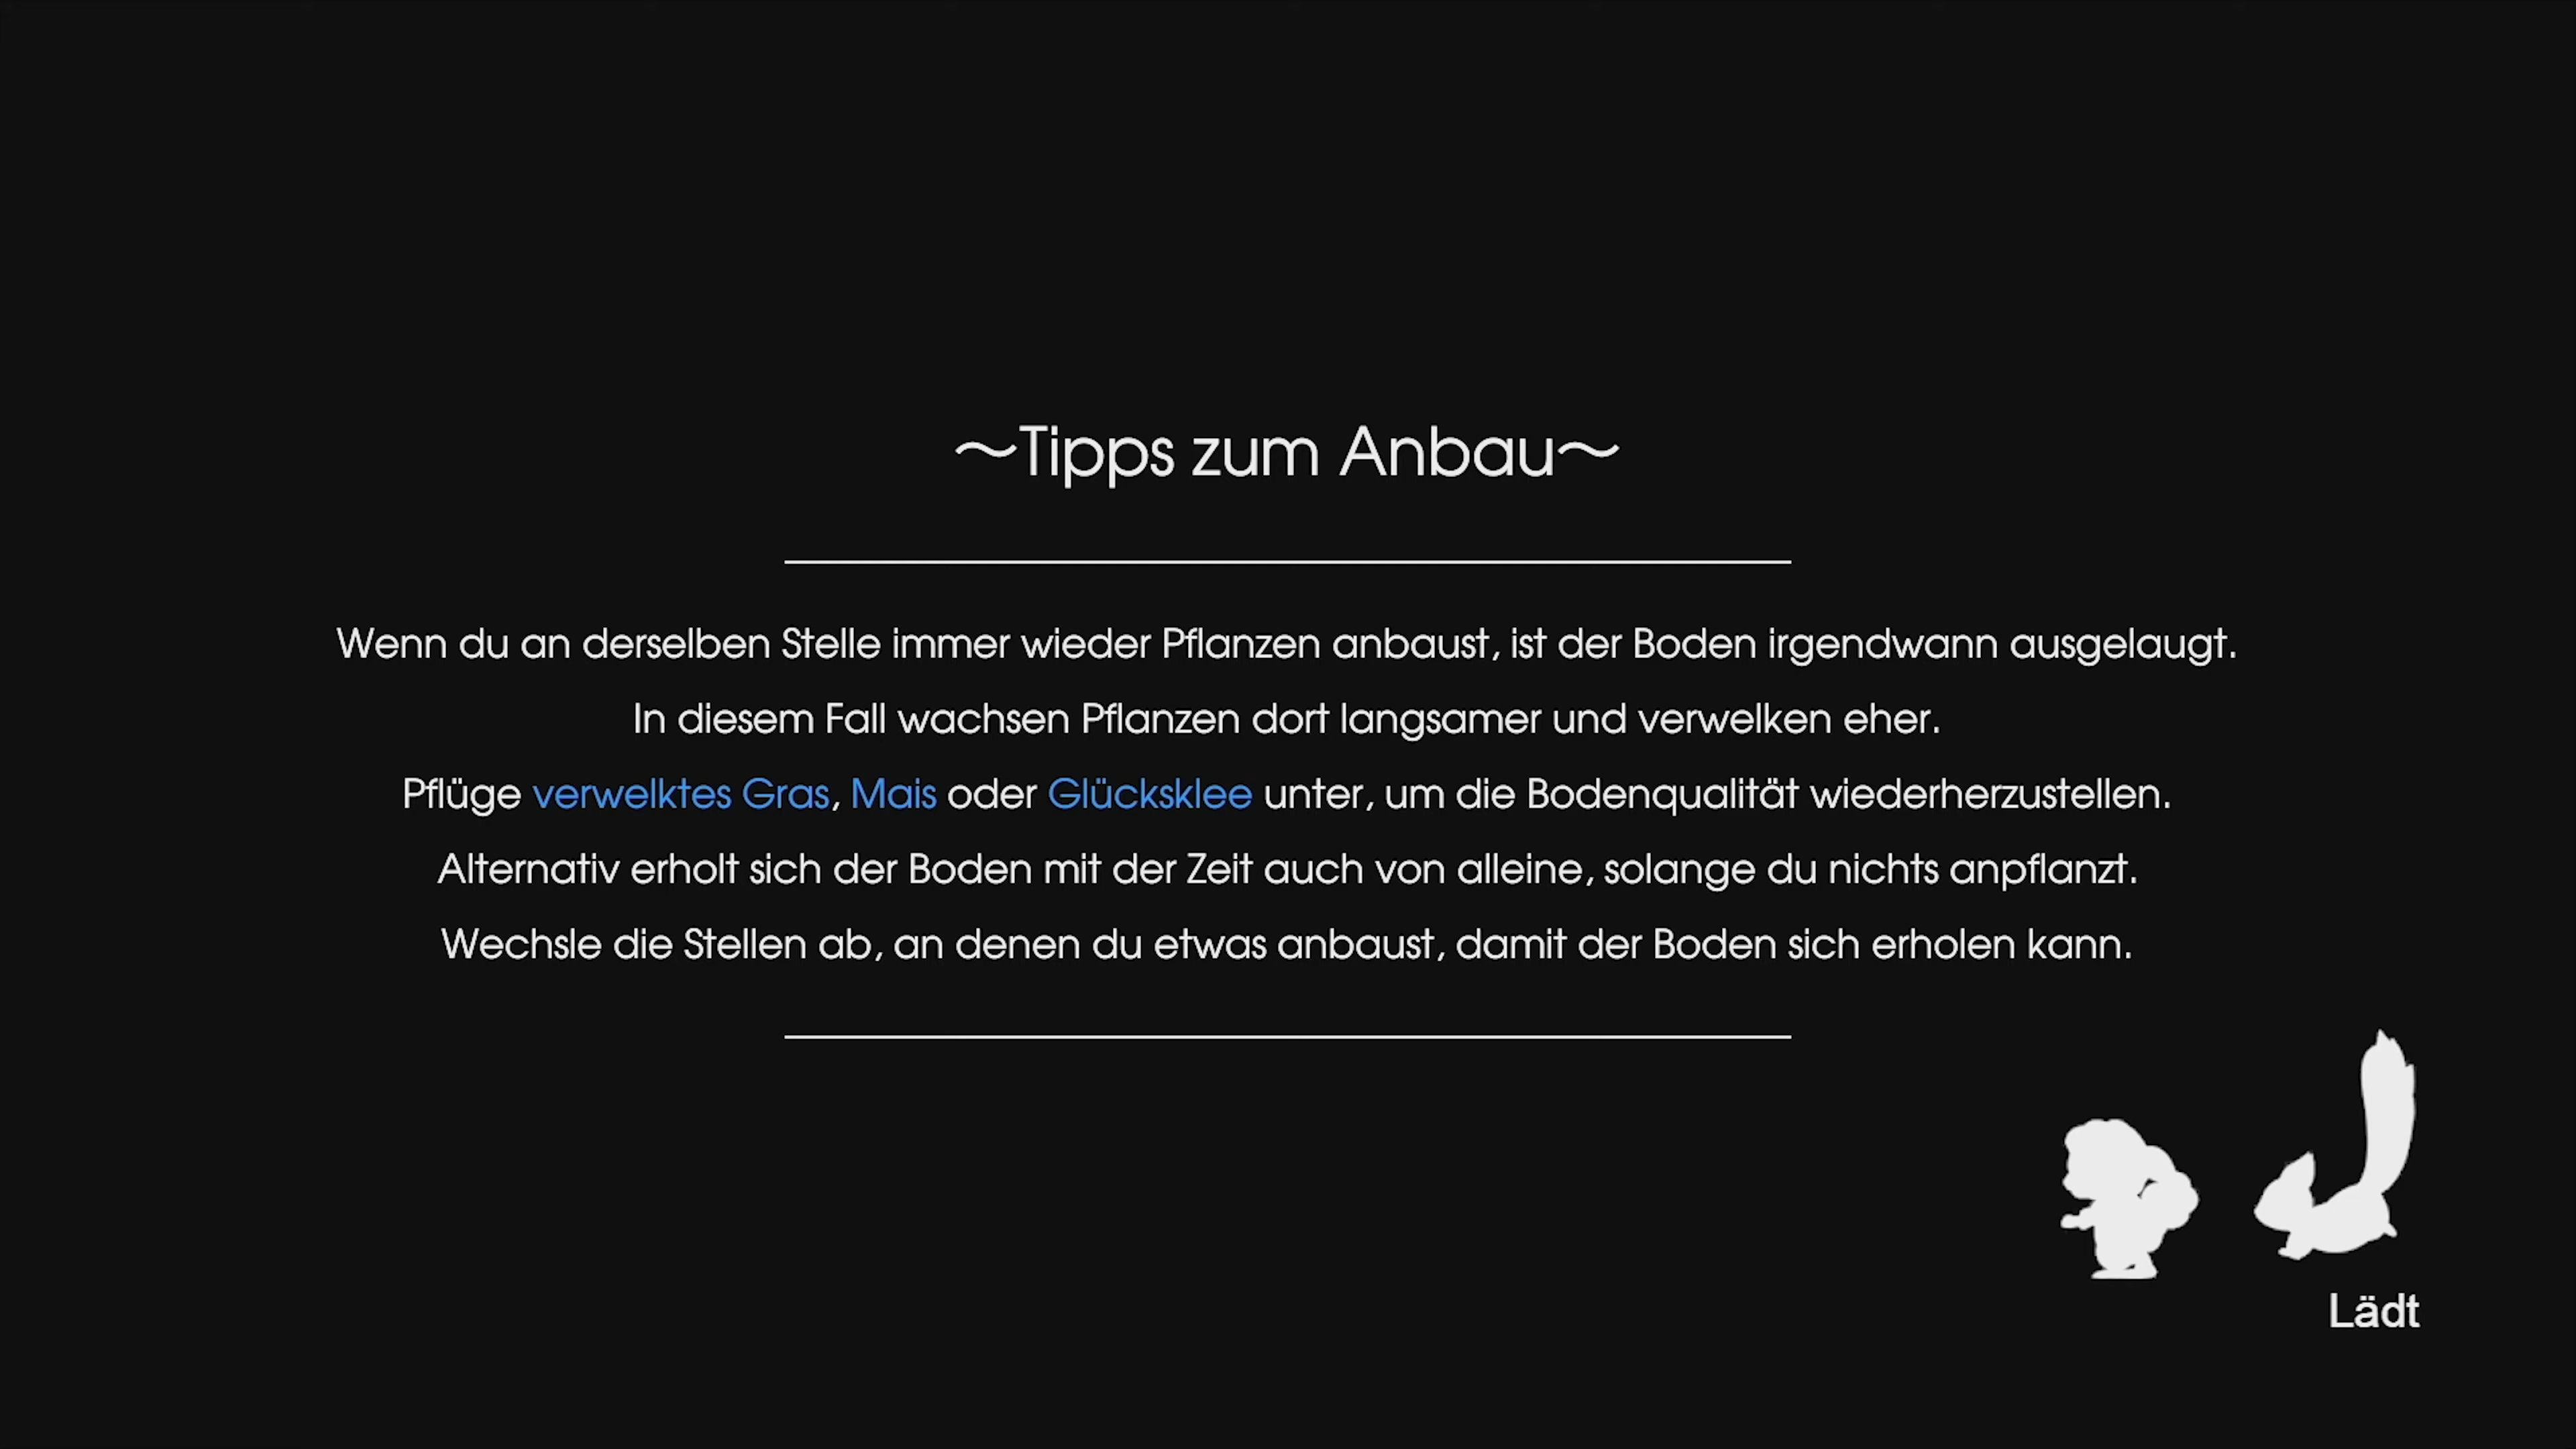 ～Tipps zum Anbau～
Wenn du an derselben Stelle immer wieder Pflanzen anbaust, ist der Boden irgendwann ausgelaugt.
In diesem Fall wachsen Pflanzen dort langsamer und verwelken eher.
Pflüge verwelktes Gras, Mais oder Glücksklee unter, um die Bodenqualität wiederherzustellen.
Alternativ erholt sich der Boden mit der Zeit auch von alleine, solange du nichts anpflanzt.
Wechsle die Stellen ab, an denen du etwas anbaust, damit der Boden sich erholen kann.
Lädt